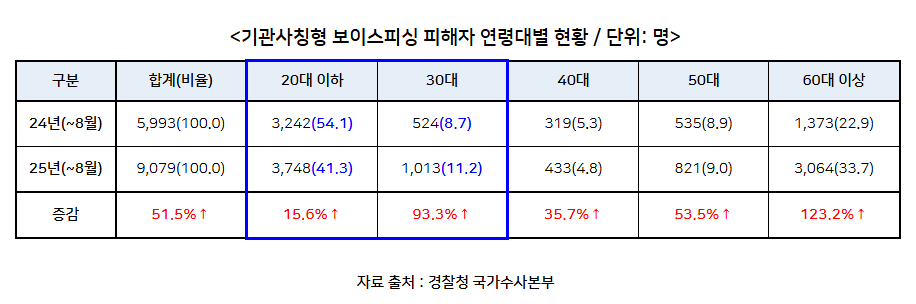 <기관사칭형 보이스피싱 피해자 연령대별 현황 / 단위: 명>
구분 합계(비율) 20대 이하 30대 40대 50대 60대 이상
24년(~8월) 5,993(100.0) 3,242(54.1) 524(8.7) 319(5.3) 535(8.9) 1,373(22.9)
25년(~8월) 9,079(100.0) 3,748(41.3) 1,013(11.2) 433(4.8) 821(9.0) 3,064(33.7)
증감 51.5%↑ 15.6%↑ 93.3%↑ 35.7%↑ 53.5%↑ 123.2%↑
자료 출처 : 경찰청 국가수사본부